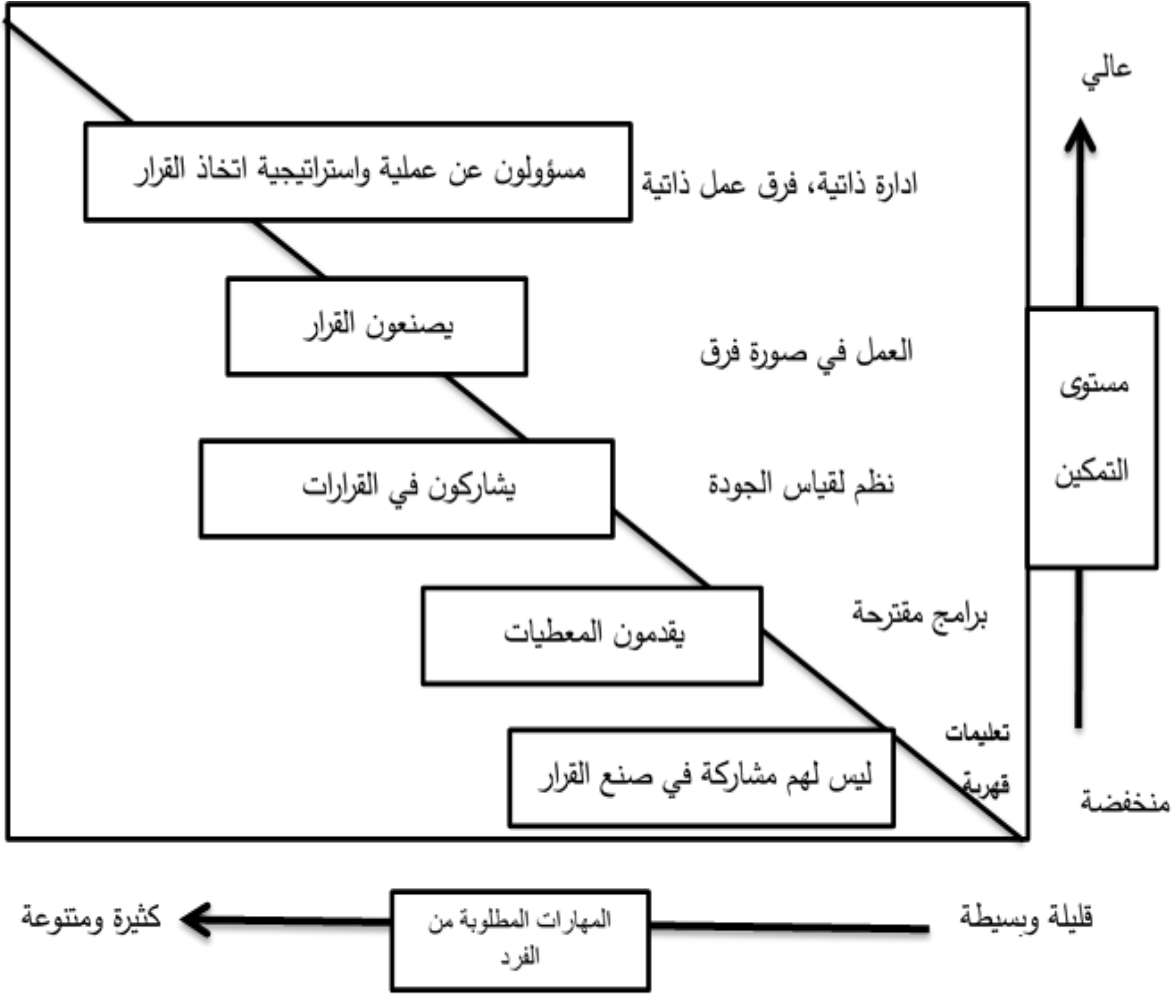 عالي
مسؤولون عن عملية واستراتيجية اتخاذ القرار
ادارة ذاتية، فرق عمل ذاتية
يصنعون القرار
العمل في صورة فرق
مستوى
التمكين
يشاركون في القرارات
نظم لقياس الجودة
يقدمون المعطيات
برامج مقترحة
تعليمات
قهرية
ليس لهم مشاركة في صنع القرار
منخفضة
قليلة وبسيطة
المهارات المطلوبة من
الفرد
كثيرة ومتنوعة